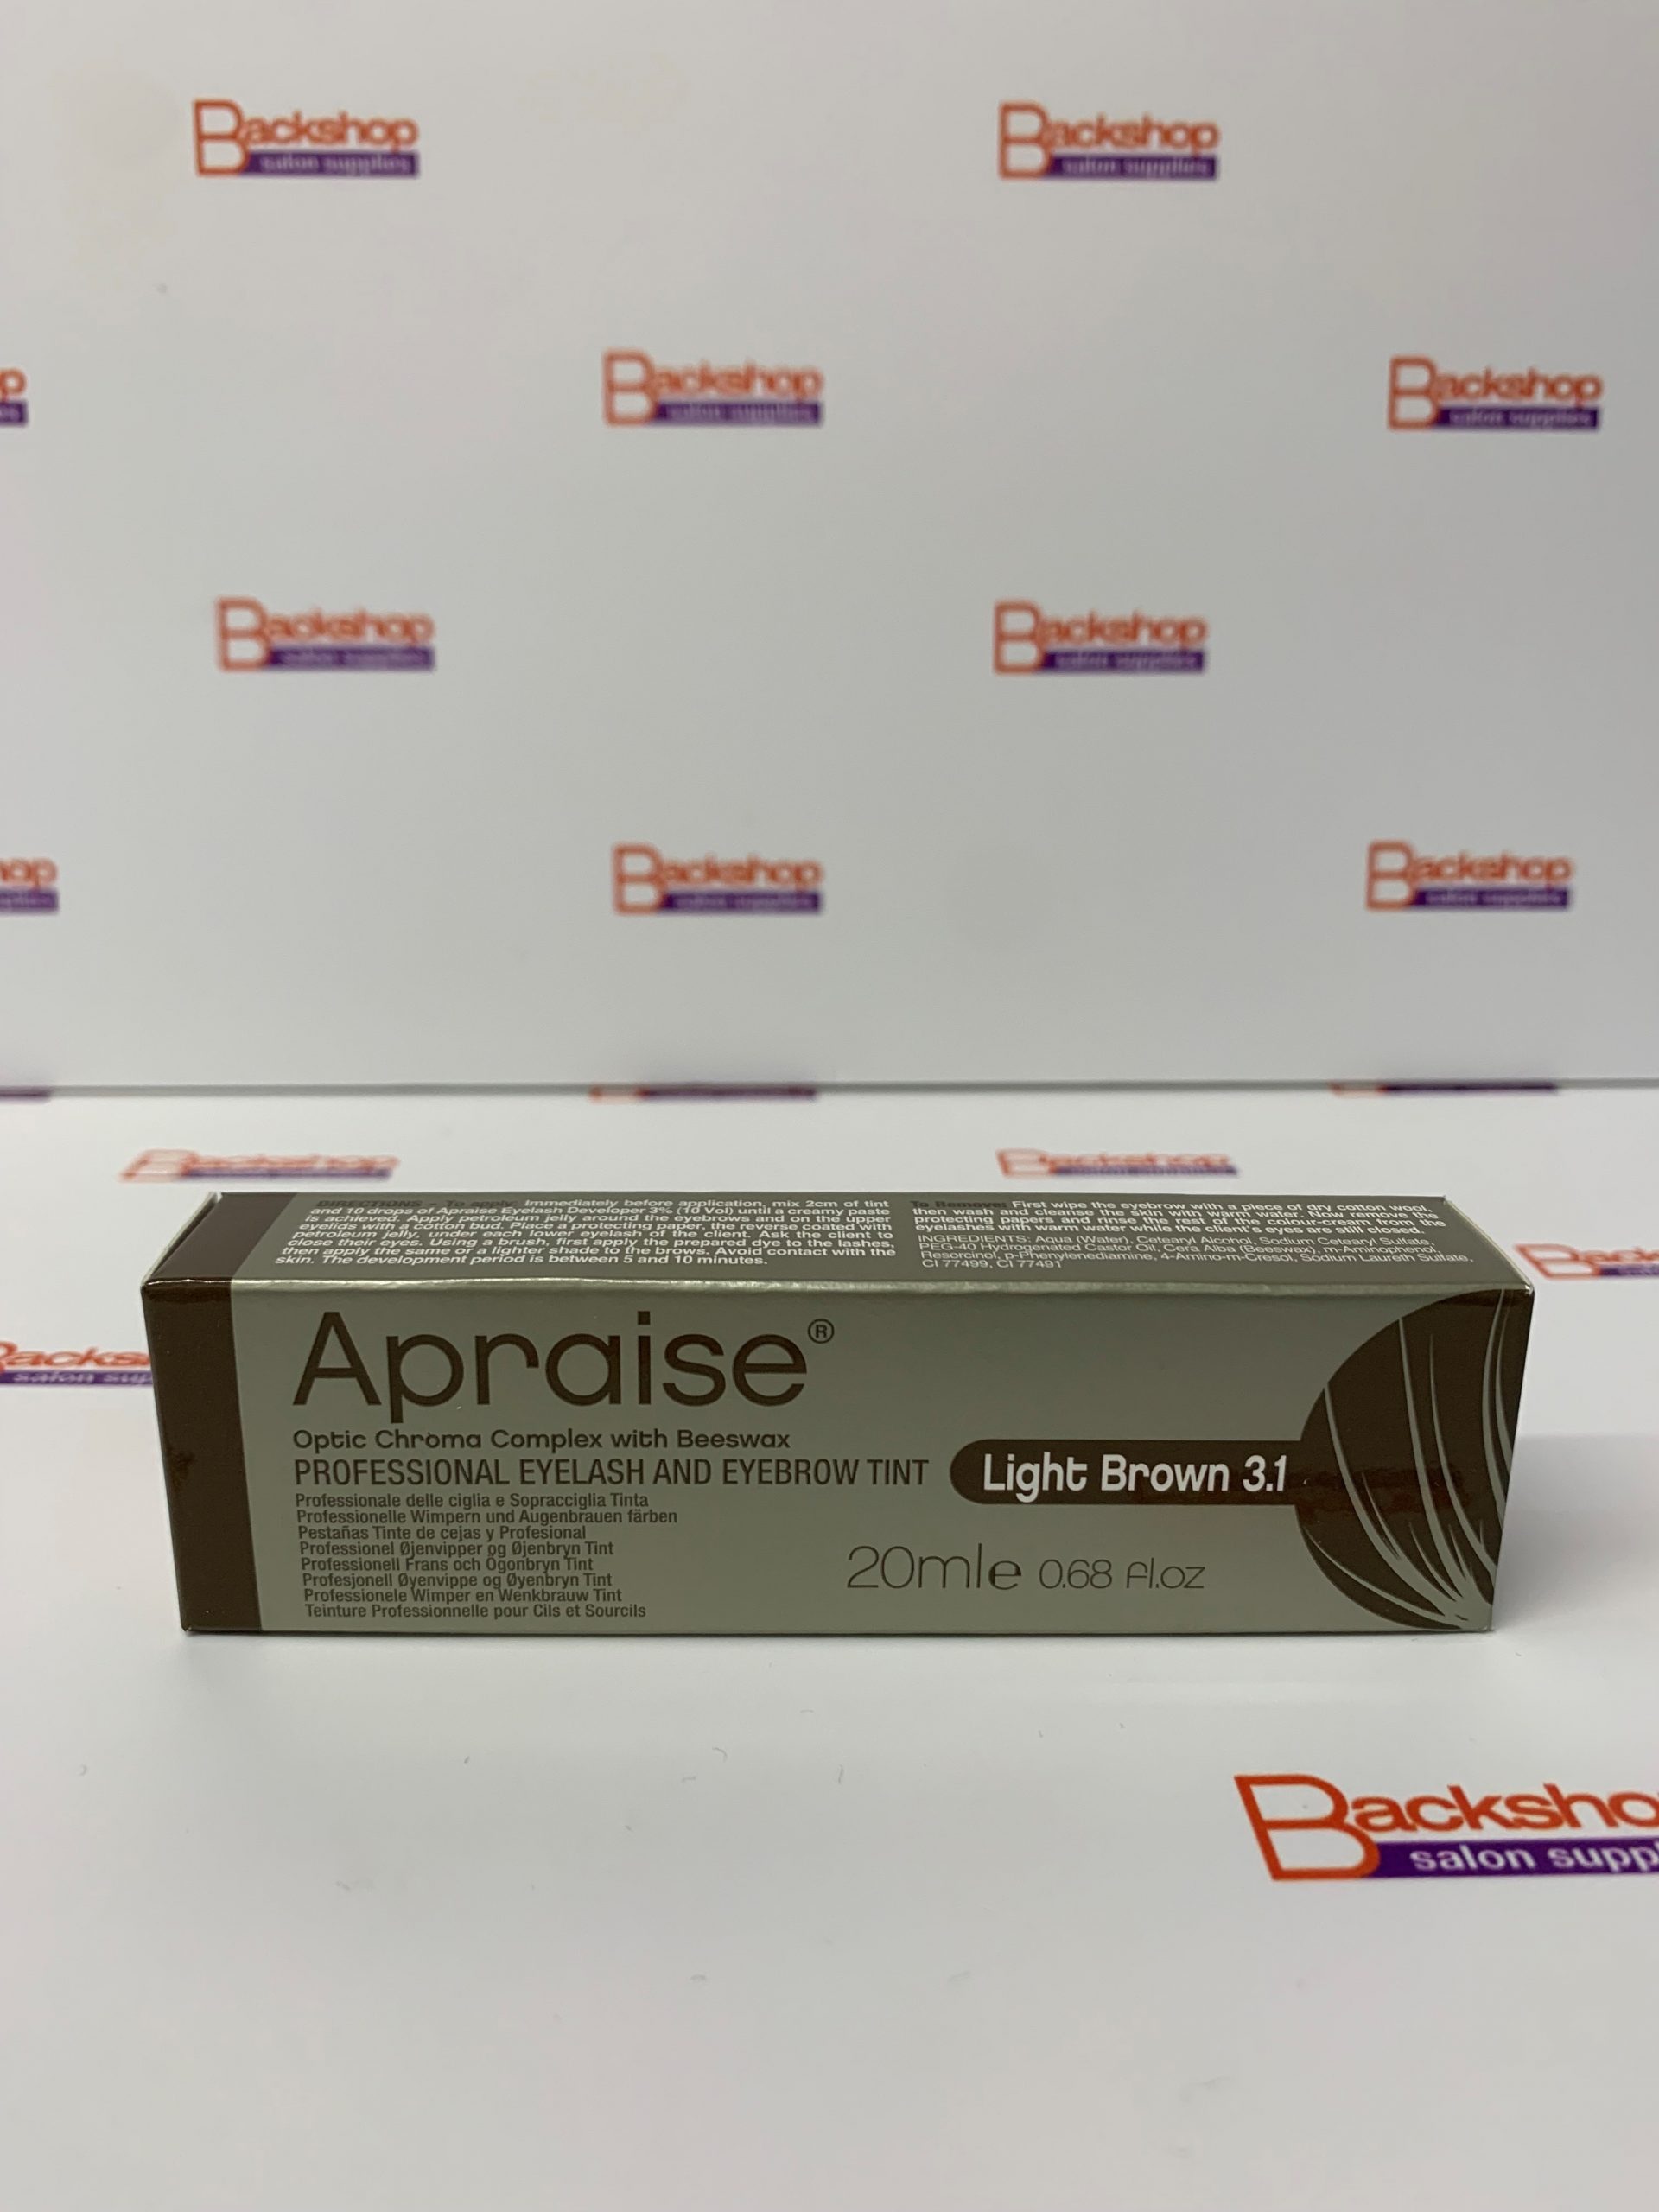 Backshop
salon supplies
Backshop
salon supplies
Backshop
salon supplies
Backshop
salon supplies
Backshop
salon supplies
Backshop
salon supplies
Backshop
salon supplies
Backshop
salon supplies
Backshop
Backshop
DIRECTIONS - To apply: Immediately before application, mix 2cm of tint
and 10 drops of Apraise Eyelash Developer 3% (10 Vol) until a creamy paste
is achieved. Apply petroleum jelly around the eyebrows and on the upper
eyelids with a cotton bud. Place a protecting paper, the reverse coated with
petroleum jelly, under each lower eyelash of the client. Ask the client to
close their eyes. Using a brush, first apply the prepared dye to the lashes,
then apply the same or a lighter shade to the brows. Avoid contact with the
skin. The development period is between 5 and 10 minutes.
To Remove: First wipe the eyebrow with a piece of dry cotton wool,
then wash and cleanse the skin with warm water. Now remove the
protecting papers and rinse the rest of the colour-cream from the
eyelashes with warm water while the client's eyes are still closed.
INGREDIENTS: Aqua (Water), Cetearyl Alcohol, Sodium Cetearyl Sulfate,
PEG-40 Hydrogenated Castor Oil, Cera Alba (Beeswax), m-Aminophenol,
Resorcinol, p-Phenylenediamine, 4-Amino-m-Cresol, Sodium Laureth Sulfate,
CI 77499, CI 77491
Apraise®
Optic Chroma Complex with Beeswax
PROFESSIONAL EYELASH AND EYEBROW TINT
Light Brown 3.1
Professionale delle ciglia e Sopracciglia Tinta
Professionelle Wimpern und Augenbrauen färben
Pestañas Tinte de cejas y Profesional
Professionel Øjenvipper og Øjenbryn Tint
Professionell Frans och Ögonbryn Tint
Profesjonell Øyenvippe og Øyenbryn Tint
Professionele Wimper en Wenkbrauw Tint
Teinture Professionnelle pour Cils et Sourcils
20ml e 0.68 fl.oz
Backsho
salon suppl